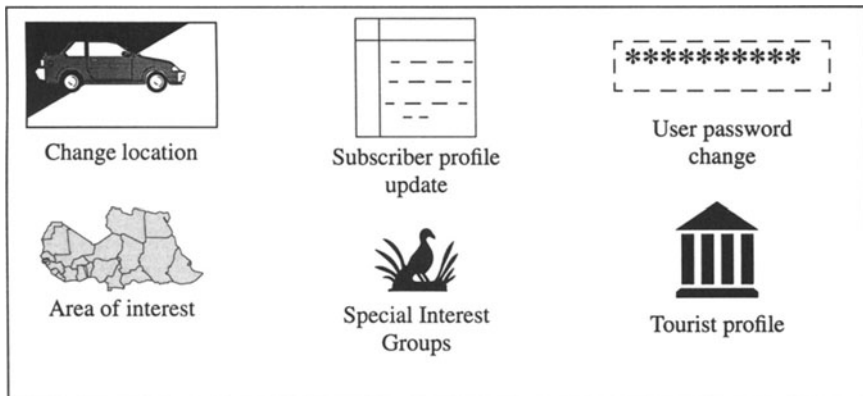 **********
Change location
Subscriber profile
update
User password
change
Area of interest
Special Interest
Groups
Tourist profile